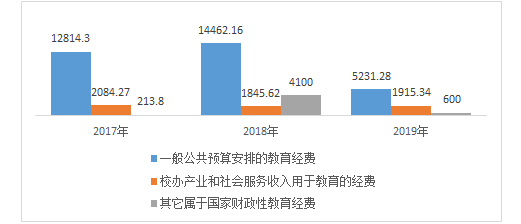 12814.3 2084.27 213.8 14462.16 1845.62 4100 5231.28 1915.34 600
2017年 2018年 2019年
一般公共预算安排的教育经费
校办产业和社会服务收入用于教育的经费
其它属于国家财政性教育经费